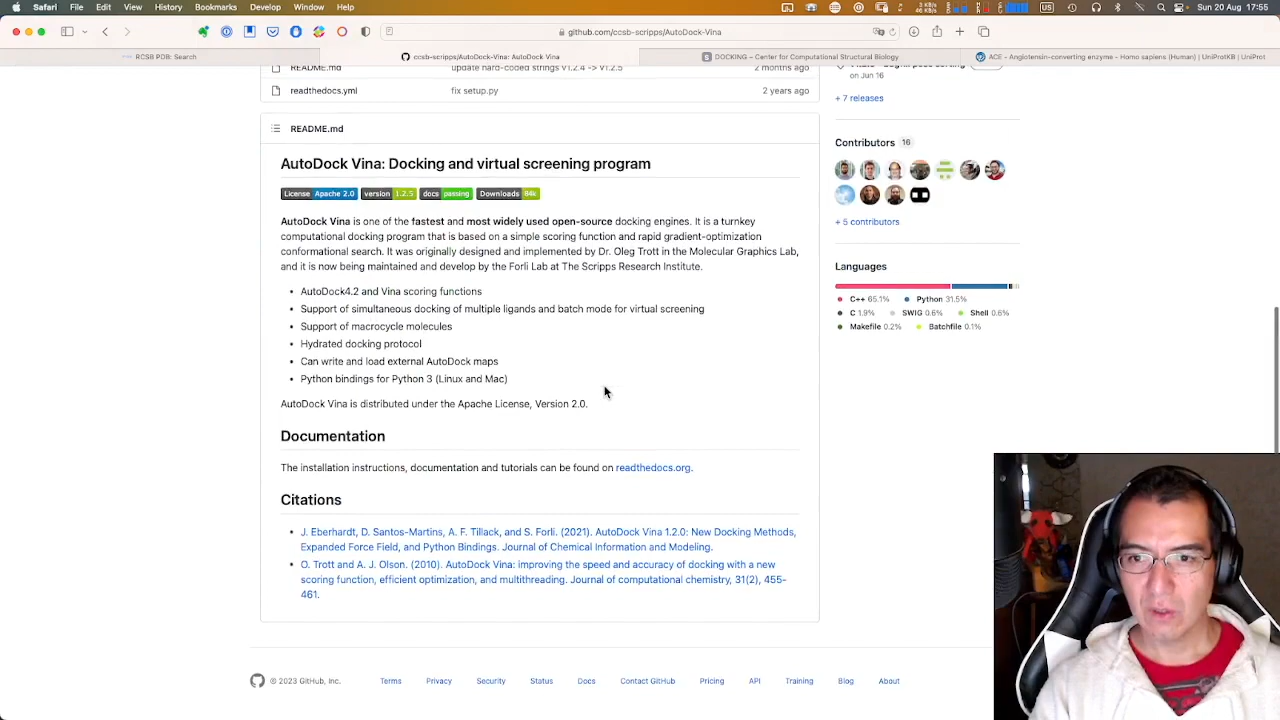 Safari File Edit View History Bookmarks Develop Window Help
US Sun 20 Aug 17:55
github.com/ccsb-scripps/AutoDock-Vina
RCSB PDB: Search
ccsb-scripps/AutoDock-Vina: AutoDock Vina
DOCKING – Center for Computational Structural Biology
ACE - Angiotensin-converting enzyme - Homo sapiens (Human) | UniProtKB | UniProt
README.md update hard-coded strings v1.2.4 -> v1.2.5 2 months ago
readthedocs.yml fix setup.py 2 years ago
README.md
AutoDock Vina: Docking and virtual screening program
License Apache 2.0 version 1.2.5 docs passing Downloads 84k
AutoDock Vina is one of the fastest and most widely used open-source docking engines. It is a turnkey
computational docking program that is based on a simple scoring function and rapid gradient-optimization
conformational search. It was originally designed and implemented by Dr. Oleg Trott in the Molecular Graphics Lab,
and it is now being maintained and develop by the Forli Lab at The Scripps Research Institute.
• AutoDock4.2 and Vina scoring functions
• Support of simultaneous docking of multiple ligands and batch mode for virtual screening
• Support of macrocycle molecules
• Hydrated docking protocol
• Can write and load external AutoDock maps
• Python bindings for Python 3 (Linux and Mac)
AutoDock Vina is distributed under the Apache License, Version 2.0.
Documentation
The installation instructions, documentation and tutorials can be found on readthedocs.org.
Citations
• J. Eberhardt, D. Santos-Martins, A. F. Tillack, and S. Forli. (2021). AutoDock Vina 1.2.0: New Docking Methods,
Expanded Force Field, and Python Bindings. Journal of Chemical Information and Modeling.
• O. Trott and A. J. Olson. (2010). AutoDock Vina: improving the speed and accuracy of docking with a new
scoring function, efficient optimization, and multithreading. Journal of computational chemistry, 31(2), 455-
461.
on Jun 16
+ 7 releases
Contributors 16
+ 5 contributors
Languages
C++ 65.1% Python 31.5%
C 1.9% SWIG 0.6% Shell 0.6%
Makefile 0.2% Batchfile 0.1%
© 2023 GitHub, Inc. Terms Privacy Security Status Docs Contact GitHub Pricing API Training Blog About